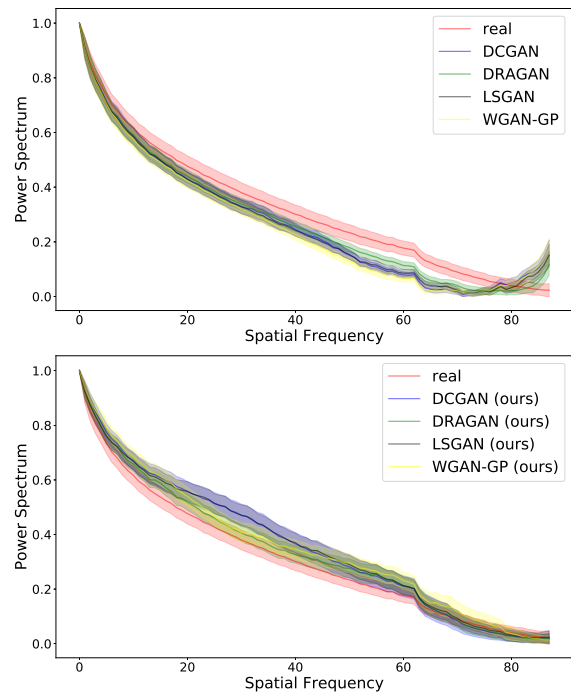 1.0
0.8
0.6
0.4
0.2
0.0
Power Spectrum
0 20 40 60 80
Spatial Frequency
real
DCGAN
DRAGAN
LSGAN
WGAN-GP
1.0
0.8
0.6
0.4
0.2
0.0
Power Spectrum
0 20 40 60 80
Spatial Frequency
real
DCGAN (ours)
DRAGAN (ours)
LSGAN (ours)
WGAN-GP (ours)